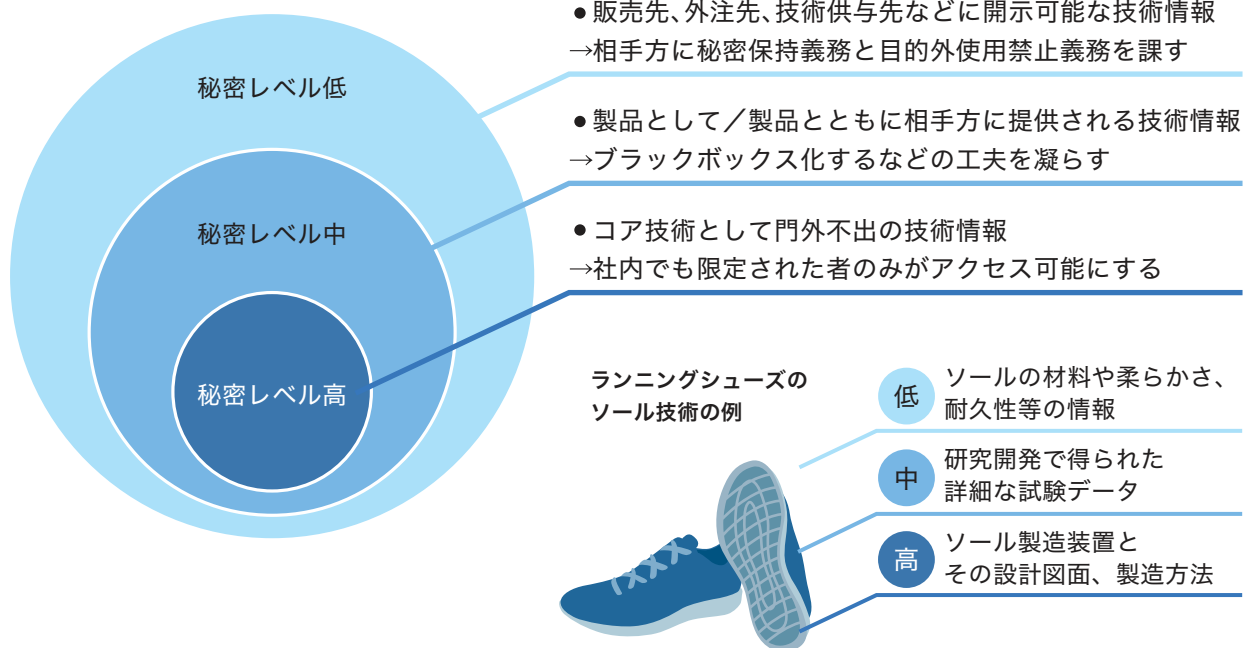 秘密レベル低
秘密レベル中
秘密レベル高
●販売先、外注先、技術供与先などに開示可能な技術情報
→相手方に秘密保持義務と目的外使用禁止義務を課す
●製品として／製品とともに相手方に提供される技術情報
→ブラックボックス化するなどの工夫を凝らす
●コア技術として門外不出の技術情報
→社内でも限定された者のみがアクセス可能にする
ランニングシューズの
ソール技術の例
低
ソールの材料や柔らかさ、
耐久性等の情報
中
研究開発で得られた
詳細な試験データ
高
ソール製造装置と
その設計図面、製造方法